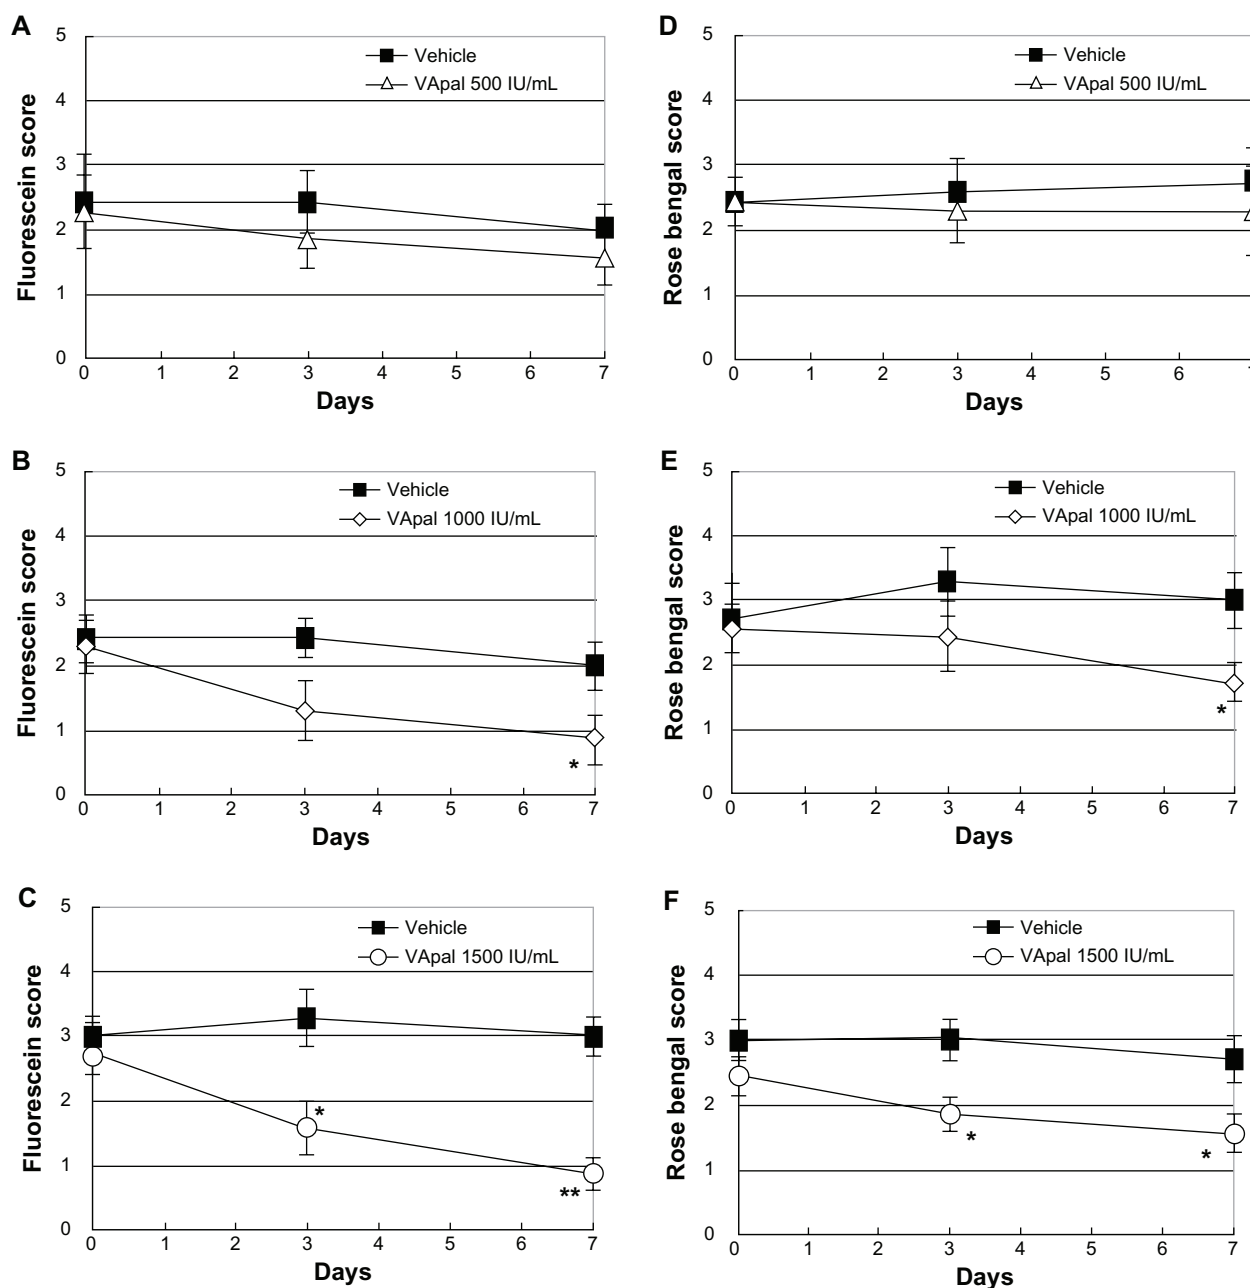 A
Fluorescein score
5
4
3
2
1
0
Vehicle
VApal 500 IU/mL
0 1 2 3 4 5 6 7
Days
D
Rose bengal score
5
4
3
2
1
0
Vehicle
VApal 500 IU/mL
0 1 2 3 4 5 6 7
Days
B
Fluorescein score
5
4
3
2
1
0
Vehicle
VApal 1000 IU/mL
*
0 1 2 3 4 5 6 7
Days
E
Rose bengal score
5
4
3
2
1
0
Vehicle
VApal 1000 IU/mL
*
0 1 2 3 4 5 6 7
Days
C
Fluorescein score
5
4
3
2
1
0
Vehicle
VApal 1500 IU/mL
*
**
0 1 2 3 4 5 6 7
Days
F
Rose bengal score
5
4
3
2
1
0
Vehicle
VApal 1500 IU/mL
*
*
0 1 2 3 4 5 6 7
Days